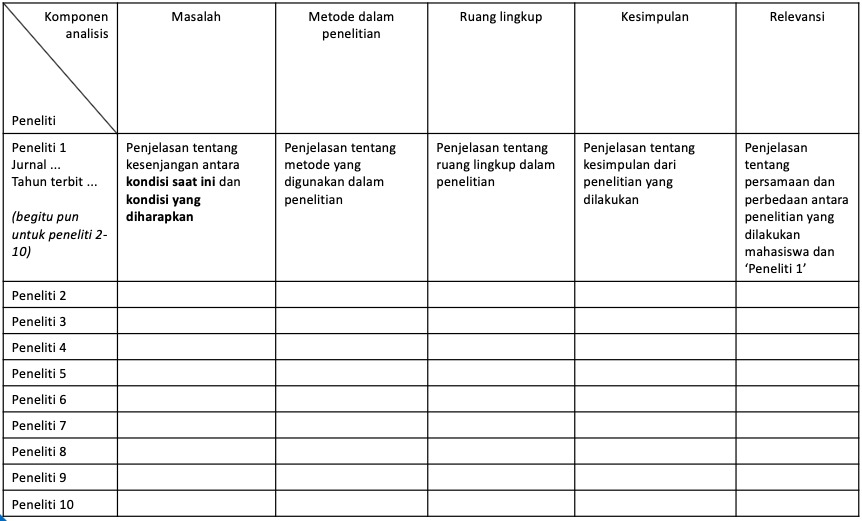 Komponen
analisis
Peneliti
Masalah
Metode dalam
penelitian
Ruang lingkup
Kesimpulan
Relevansi
Peneliti 1
Jurnal ...
Tahun terbit ...
(begitu pun
untuk peneliti 2-
10)
Penjelasan tentang
kesenjangan antara
kondisi saat ini dan
kondisi yang
diharapkan
Penjelasan tentang
metode yang
digunakan dalam
penelitian
Penjelasan tentang
ruang lingkup dalam
penelitian
Penjelasan tentang
kesimpulan dari
penelitian yang
dilakukan
Penjelasan
tentang
persamaan dan
perbedaan antara
penelitian yang
dilakukan
mahasiswa dan
‘Peneliti 1’
Peneliti 2
Peneliti 3
Peneliti 4
Peneliti 5
Peneliti 6
Peneliti 7
Peneliti 8
Peneliti 9
Peneliti 10